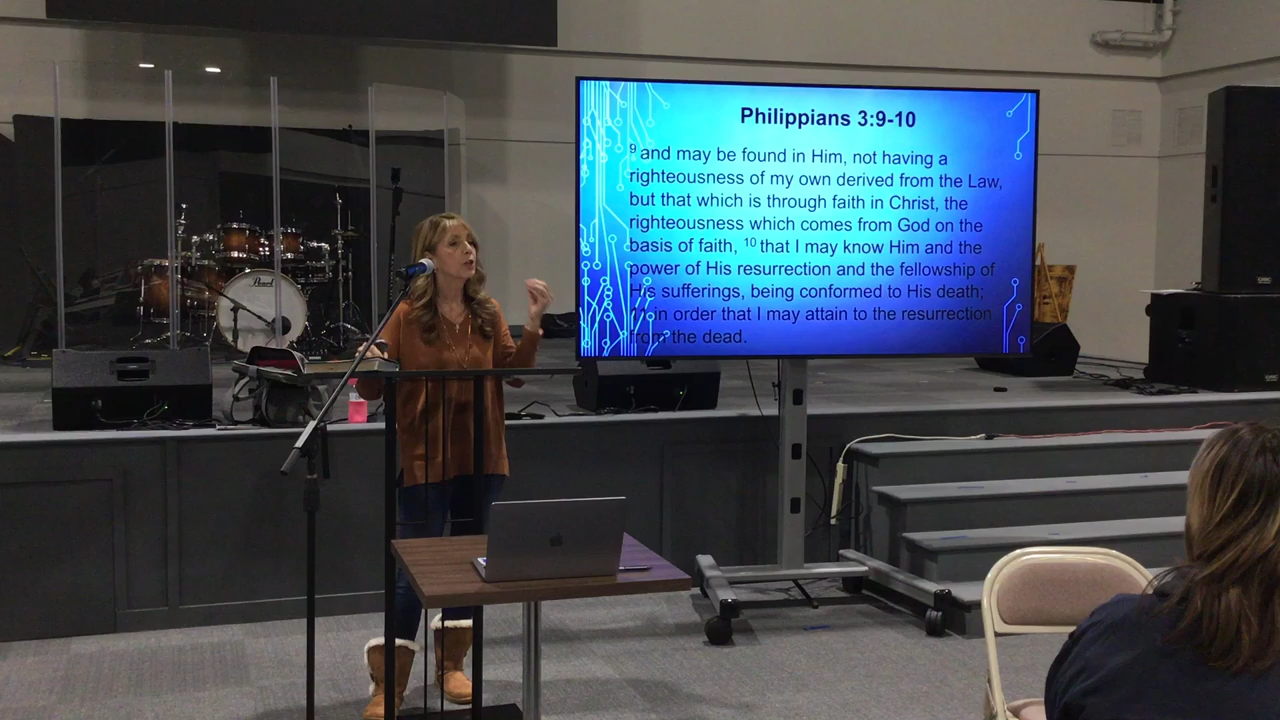 Philippians 3:9-10
9 and may be found in Him, not having a
righteousness of my own derived from the Law,
but that which is through faith in Christ, the
righteousness which comes from God on the
basis of faith, 10 that I may know Him and the
power of His resurrection and the fellowship of
His sufferings, being conformed to His death;
11 in order that I may attain to the resurrection
from the dead.
Pearl